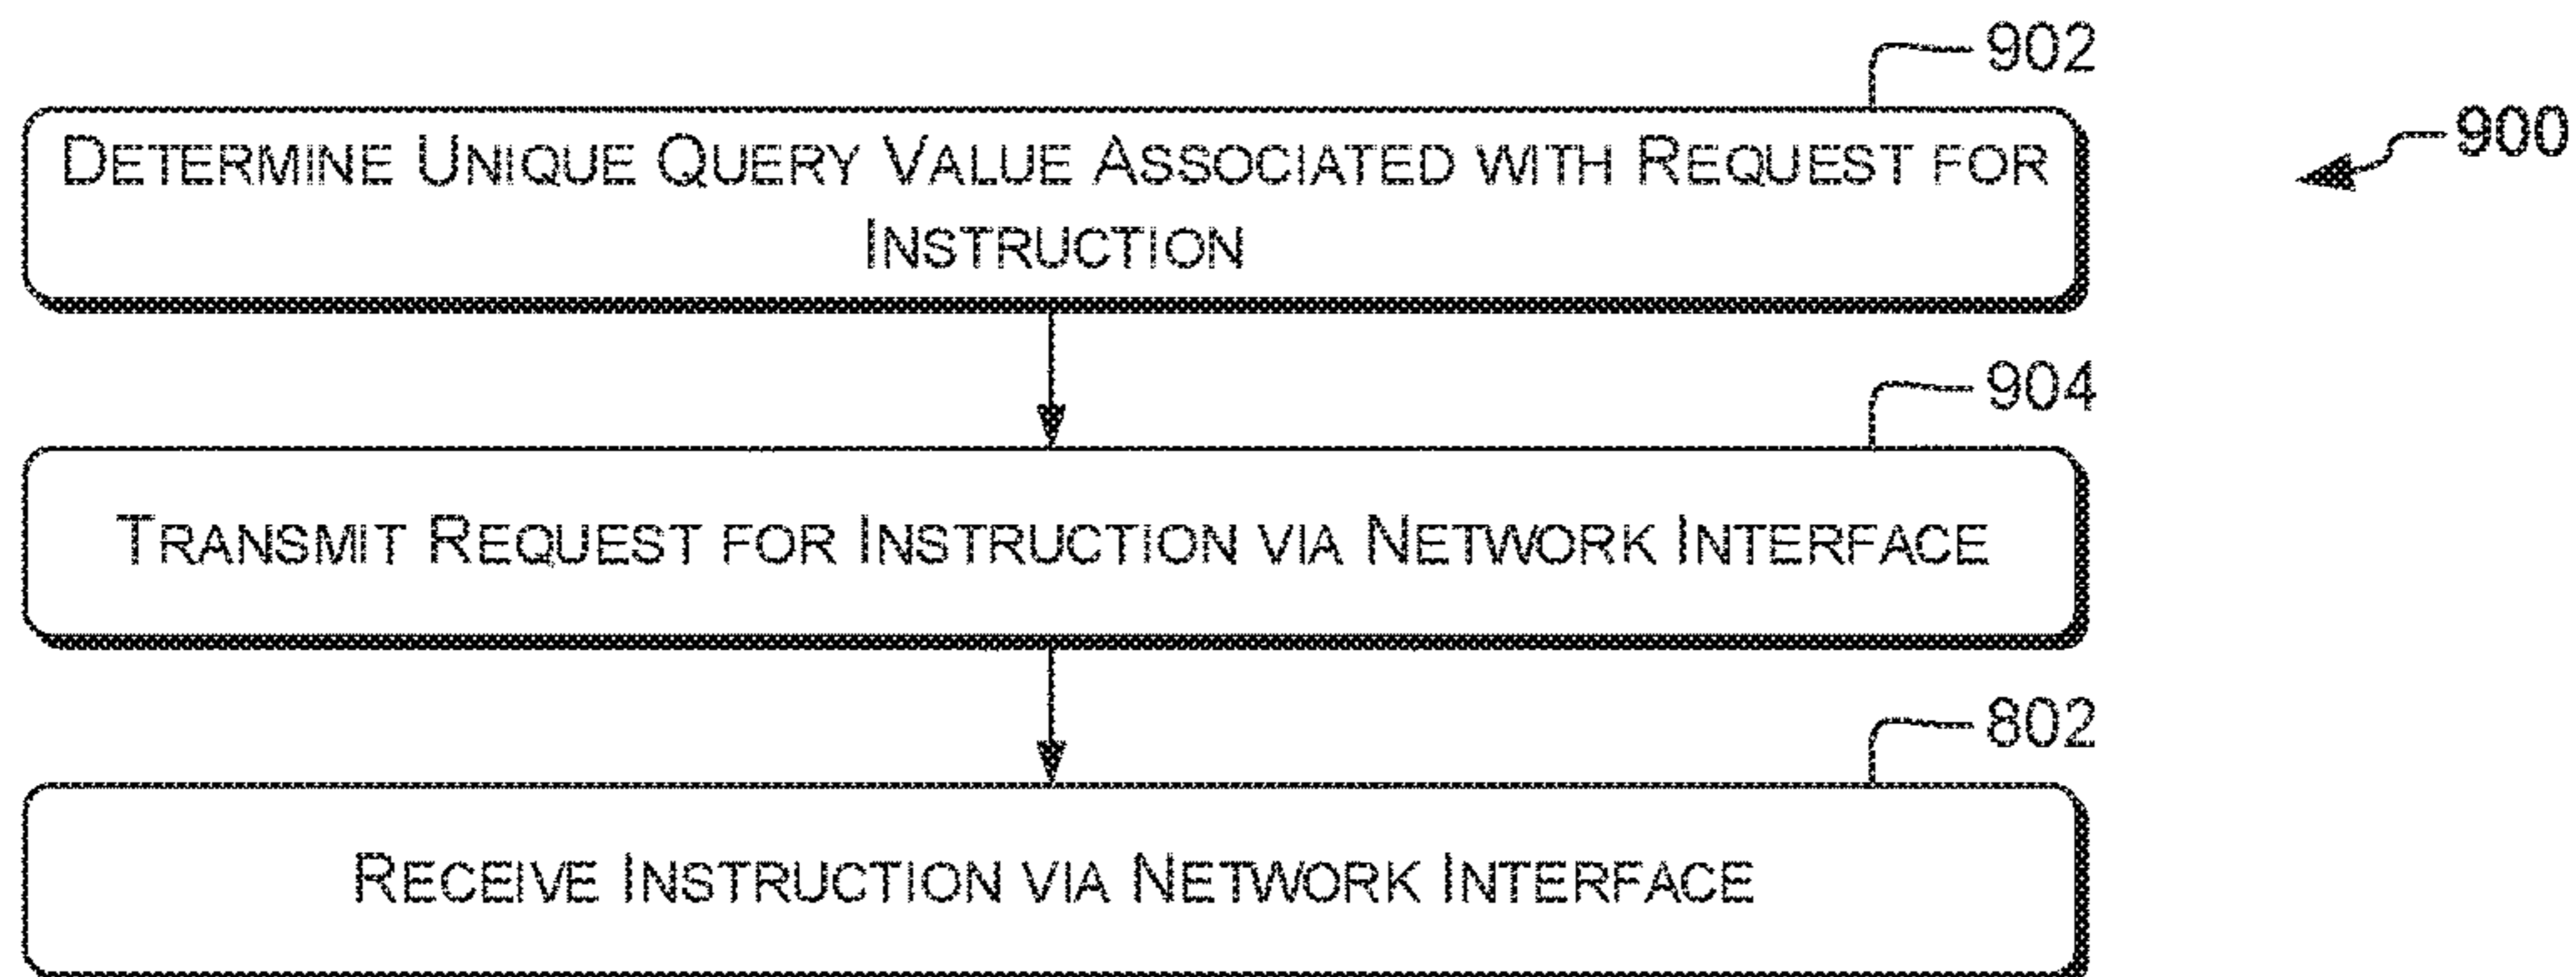 902
900
DETERMINE UNIQUE QUERY VALUE ASSOCIATED WITH REQUEST FOR
INSTRUCTION
904
TRANSMIT REQUEST FOR INSTRUCTION VIA NETWORK INTERFACE
802
RECEIVE INSTRUCTION VIA NETWORK INTERFACE